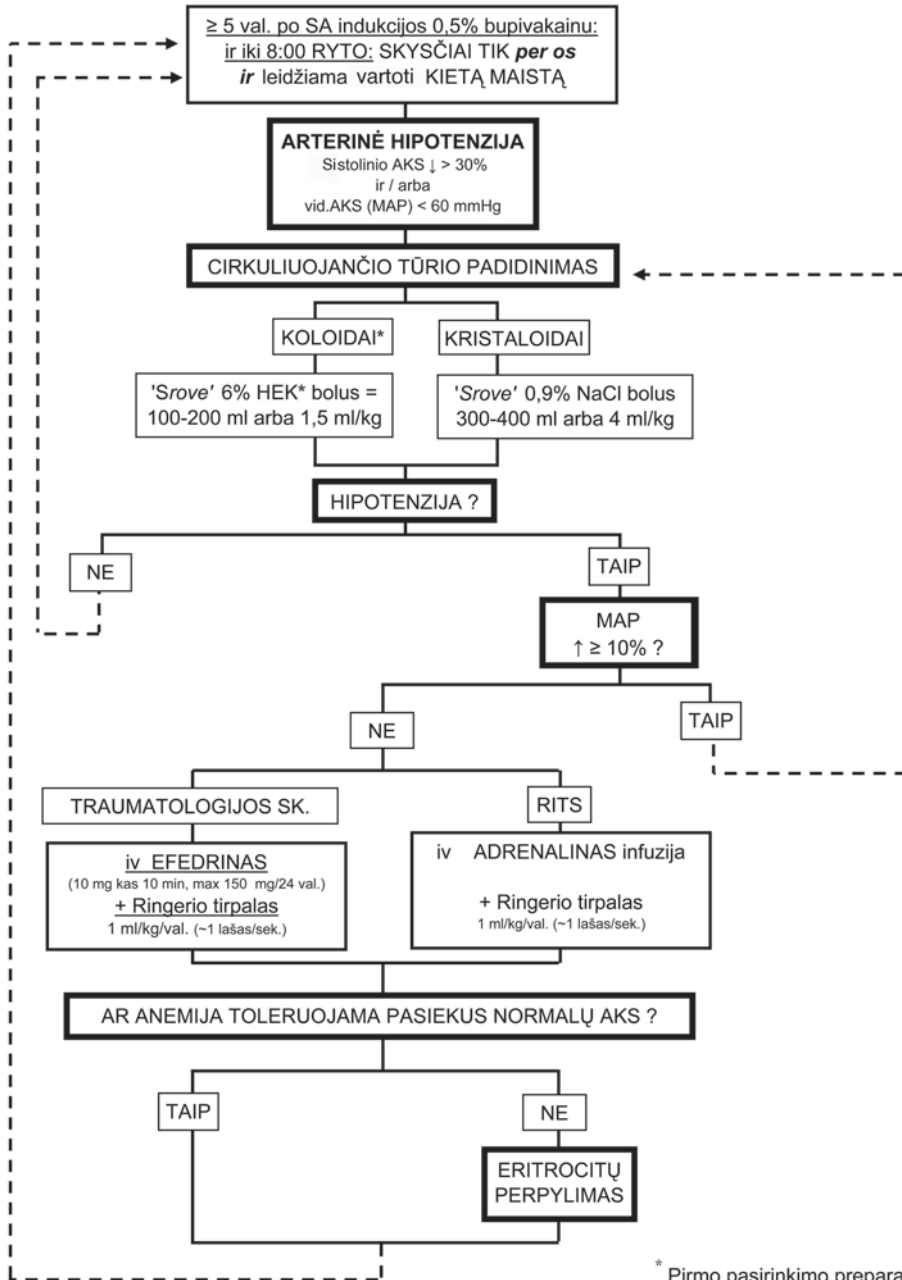 ≥ 5 val. po SA indukcijos 0,5% bupivakainu:
ir iki 8:00 RYTO: SKYSČIAI TIK per os
ir leidžiama vartoti KIETĄ MAISTĄ
ARTERINĖ HIPOTENZIJA
Sistolinio AKS ↓ > 30%
ir / arba
vid.AKS (MAP) < 60 mmHg
CIRKULIUOJANČIO TŪRIO PADIDINIMAS
KOLOIDAI*
KRISTALOIDAI
'Srove' 6% HEK* bolus =
100-200 ml arba 1,5 ml/kg
'Srove' 0,9% NaCl bolus
300-400 ml arba 4 ml/kg
HIPOTENZIJA ?
NE
TAIP
MAP
↑ ≥ 10% ?
NE
TAIP
TRAUMATOLOGIJOS SK.
RITS
iv EFEDRINAS
(10 mg kas 10 min, max 150 mg/24 val.)
+ Ringerio tirpalas
1 ml/kg/val. (~1 lašas/sek.)
iv ADRENALINAS infuzija
+ Ringerio tirpalas
1 ml/kg/val. (~1 lašas/sek.)
AR ANEMIJA TOLERUOJAMA PASIEKUS NORMALŲ AKS ?
TAIP
NE
ERITROCITŲ
PERPYLIMAS
* Pirmo pasirinkimo prepara